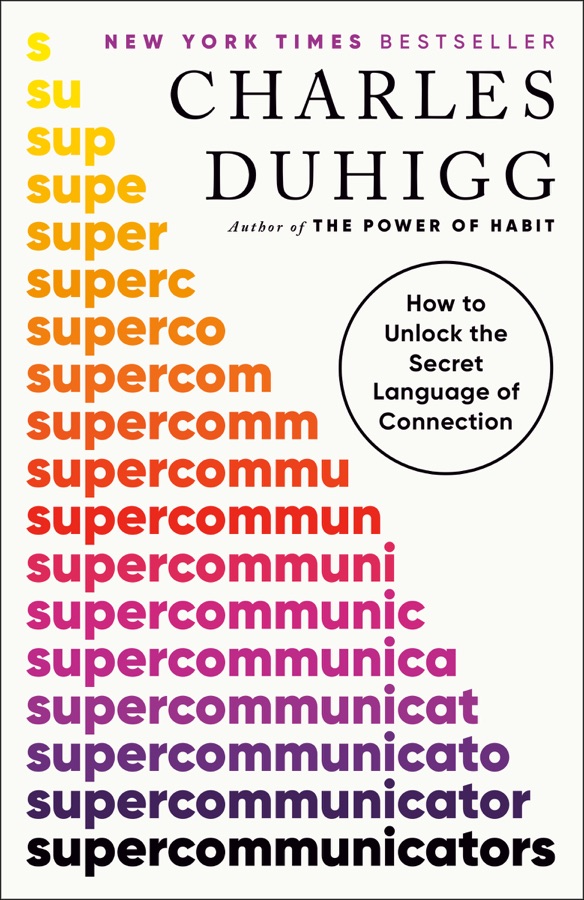 NEW YORK TIMES BESTSELLER
CHARLES
DUHIGG
Author of THE POWER OF HABIT
How to
Unlock the
Secret
Language of
Connection
s
su
sup
supe
super
superc
superco
supercom
supercomm
supercommu
supercommun
supercommuni
supercommunic
supercommunica
supercommunicat
supercommunicato
supercommunicator
supercommunicators